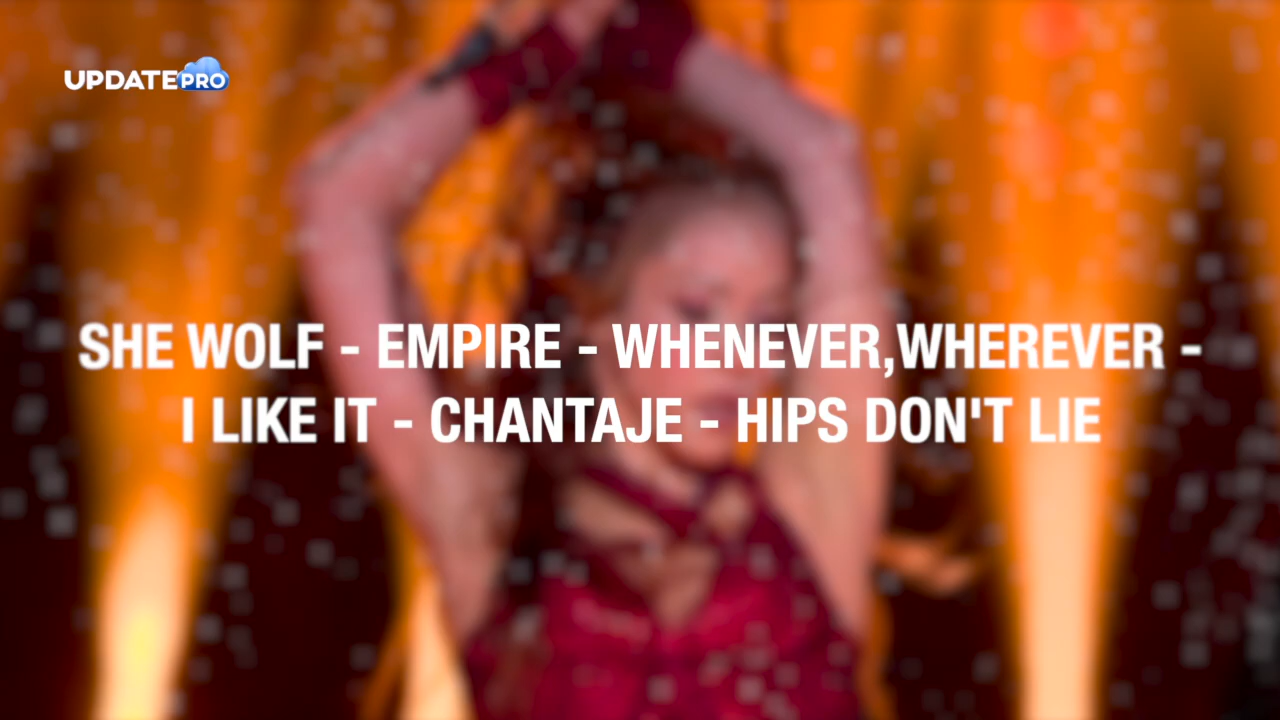 UPDATEPRO
SHE WOLF - EMPIRE - WHENEVER,WHEREVER -
I LIKE IT - CHANTAJE - HIPS DON'T LIE